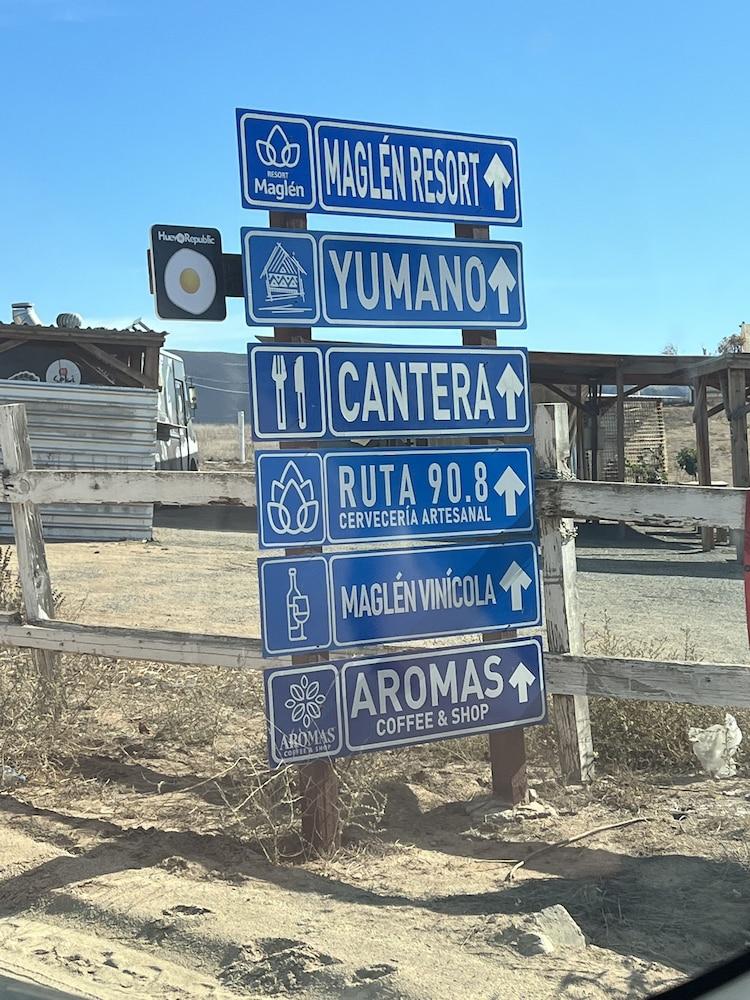 RESORT
Maglén
MAGLÉN RESORT
HuevoRepublic
YUMANO
CANTERA
RUTA 90.8
CERVECERÍA ARTESANAL
MAGLÉN VINÍCOLA
AROMAS
COFFEE & SHOP
AROMAS
COFFEE & SHOP